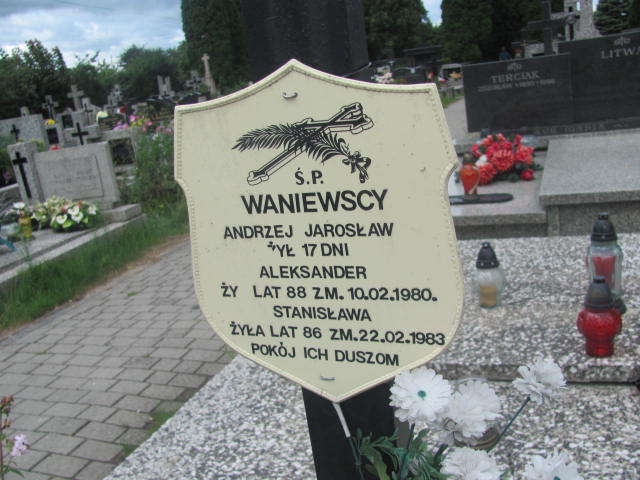 Ś.P.
WANIEWSCY
ANDRZEJ JAROSŁAW
ŻYŁ 17 DNI
ALEKSANDER
ŻY LAT 88 ZM. 10.02.1980.
STANISŁAWA
ŻYŁA LAT 86 ZM. 22.02.1983
POKÓJ ICH DUSZOM
TERCIAK
LITW